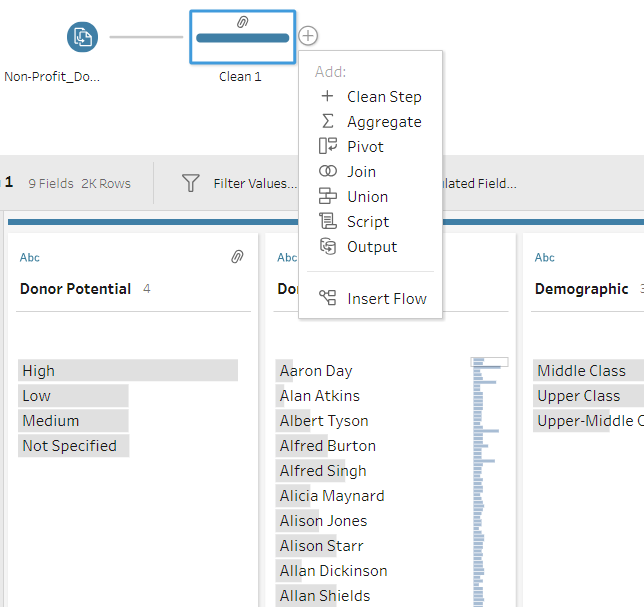 Non-Profit_Do...
Clean 1
Add:
Clean Step
Aggregate
Pivot
Join
Union
Script
Output
Insert Flow
1 9 Fields 2K Rows
Filter Values...
ulated Field...
Abc
Donor Potential 4
High
Low
Medium
Not Specified
Abc
Do
Aaron Day
Alan Atkins
Albert Tyson
Alfred Burton
Alfred Singh
Alicia Maynard
Alison Jones
Alison Starr
Allan Dickinson
Allan Shields
Abc
Demographic
Middle Class
Upper Class
Upper-Middle C